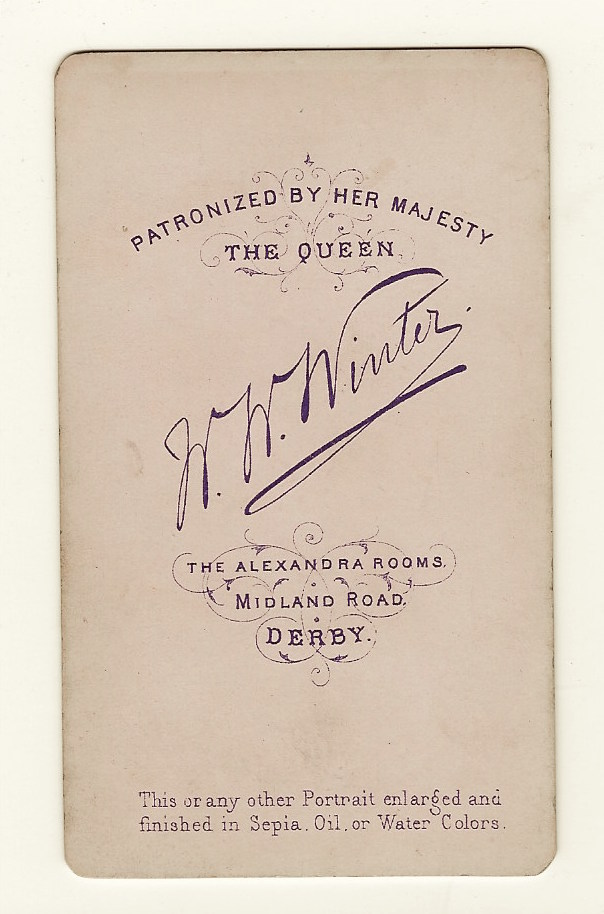 PATRONIZED BY HER MAJESTY
THE QUEEN.
W. W. Winter.
THE ALEXANDRA ROOMS.
MIDLAND ROAD.
DERBY.
This or any other Portrait enlarged and
finished in Sepia. Oil. or Water Colors.